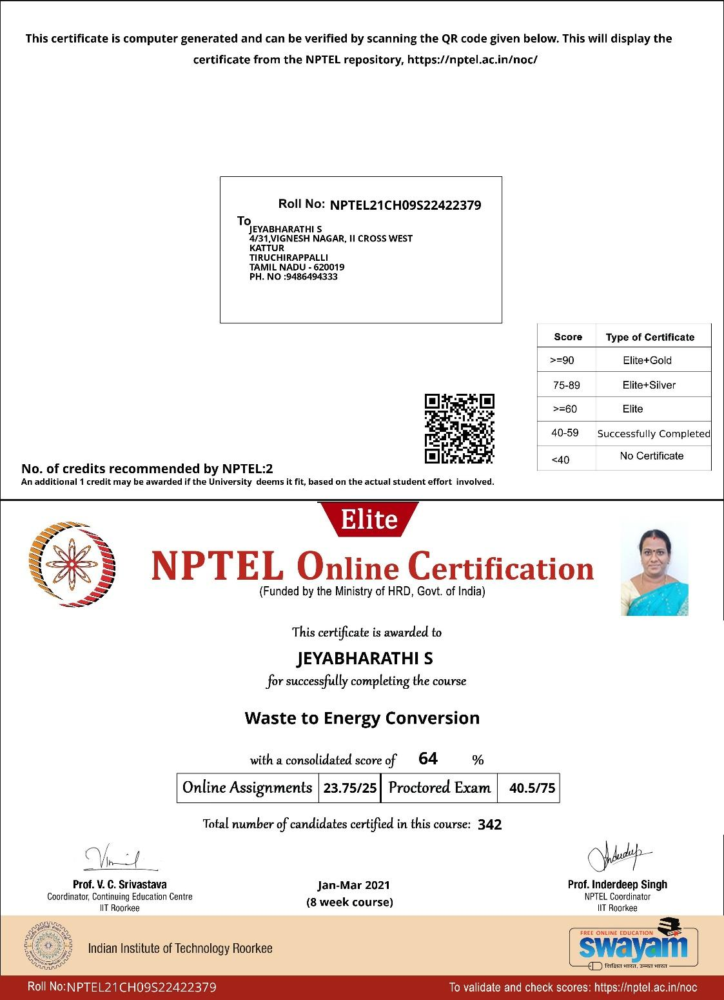 This certificate is computer generated and can be verified by scanning the QR code given below. This will display the
certificate from the NPTEL repository, https://nptel.ac.in/noc/
Roll No: NPTEL21CH09S22422379
To
JEYABHARATHI S
4/31,VIGNESH NAGAR, II CROSS WEST
KATTUR
TIRUCHIRAPPALLI
TAMIL NADU - 620019
PH. NO :9486494333
Score Type of Certificate
>=90 Elite+Gold
75-89 Elite+Silver
>=60 Elite
40-59 Successfully Completed
<40 No Certificate
No. of credits recommended by NPTEL:2
An additional 1 credit may be awarded if the University deems it fit, based on the actual student effort involved.
Elite
NPTEL Online Certification
(Funded by the Ministry of HRD, Govt. of India)
This certificate is awarded to
JEYABHARATHI S
for successfully completing the course
Waste to Energy Conversion
with a consolidated score of 64 %
Online Assignments 23.75/25 Proctored Exam 40.5/75
Total number of candidates certified in this course: 342
Prof. V. C. Srivastava
Coordinator, Continuing Education Centre
IIT Roorkee
Jan-Mar 2021
(8 week course)
Prof. Inderdeep Singh
NPTEL Coordinator
IIT Roorkee
Indian Institute of Technology Roorkee
FREE ONLINE EDUCATION
swayam
शिक्षित भारत, उन्नत भारत
Roll No:NPTEL21CH09S22422379
To validate and check scores: https://nptel.ac.in/noc